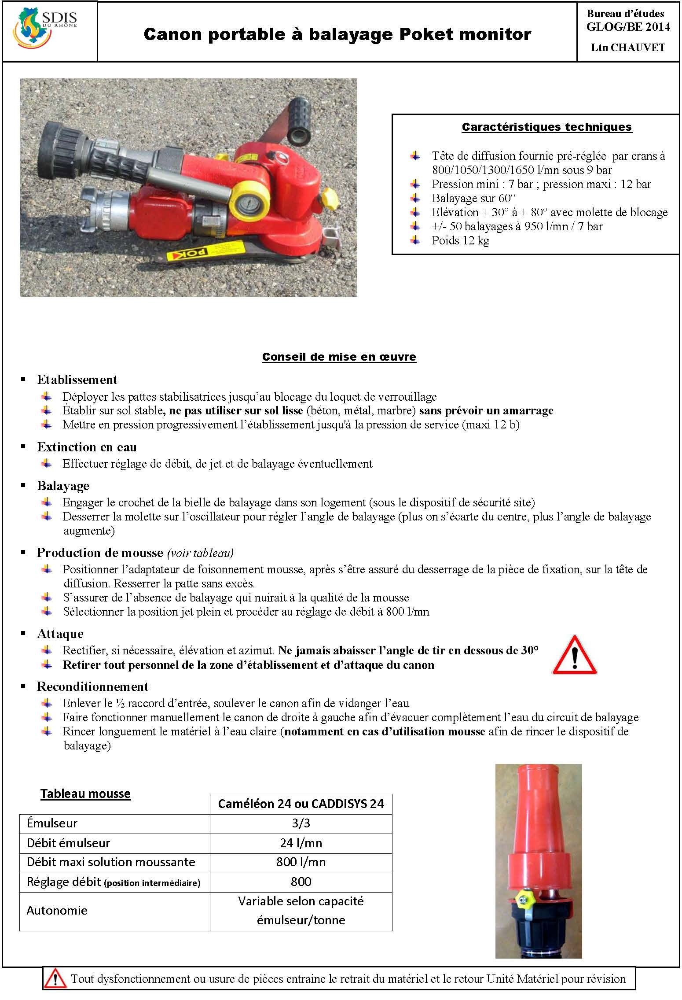 SDIS
DU RHÔNE
Canon portable à balayage Poket monitor
Bureau d’études
GLOG/BE 2014
Ltn CHAUVET
POK
Caractéristiques techniques
Tête de diffusion fournie pré-réglée par crans à
800/1050/1300/1650 l/mn sous 9 bar
Pression mini : 7 bar ; pression maxi : 12 bar
Balayage sur 60°
Elévation + 30° à + 80° avec molette de blocage
+/- 50 balayages à 950 l/mn / 7 bar
Poids 12 kg
Conseil de mise en œuvre
▪ Etablissement
Déployer les pattes stabilisatrices jusqu’au blocage du loquet de verrouillage
Établir sur sol stable, ne pas utiliser sur sol lisse (béton, métal, marbre) sans prévoir un amarrage
Mettre en pression progressivement l’établissement jusqu'à la pression de service (maxi 12 b)
▪ Extinction en eau
Effectuer réglage de débit, de jet et de balayage éventuellement
▪ Balayage
Engager le crochet de la bielle de balayage dans son logement (sous le dispositif de sécurité site)
Desserrer la molette sur l’oscillateur pour régler l’angle de balayage (plus on s’écarte du centre, plus l’angle de balayage
augmente)
▪ Production de mousse (voir tableau)
Positionner l’adaptateur de foisonnement mousse, après s’être assuré du desserrage de la pièce de fixation, sur la tête de
diffusion. Resserrer la patte sans excès.
S’assurer de l’absence de balayage qui nuirait à la qualité de la mousse
Sélectionner la position jet plein et procéder au réglage de débit à 800 l/mn
▪ Attaque
Rectifier, si nécessaire, élévation et azimut. Ne jamais abaisser l’angle de tir en dessous de 30°
Retirer tout personnel de la zone d’établissement et d’attaque du canon
▪ Reconditionnement
Enlever le ½ raccord d’entrée, soulever le canon afin de vidanger l’eau
Faire fonctionner manuellement le canon de droite à gauche afin d’évacuer complètement l’eau du circuit de balayage
Rincer longuement le matériel à l’eau claire (notamment en cas d’utilisation mousse afin de rincer le dispositif de
balayage)
Tableau mousse
Caméléon 24 ou CADDISYS 24
Émulseur 3/3
Débit émulseur 24 l/mn
Débit maxi solution moussante 800 l/mn
Réglage débit (position intermédiaire) 800
Autonomie Variable selon capacité
émulseur/tonne
Tout dysfonctionnement ou usure de pièces entraine le retrait du matériel et le retour Unité Matériel pour révision